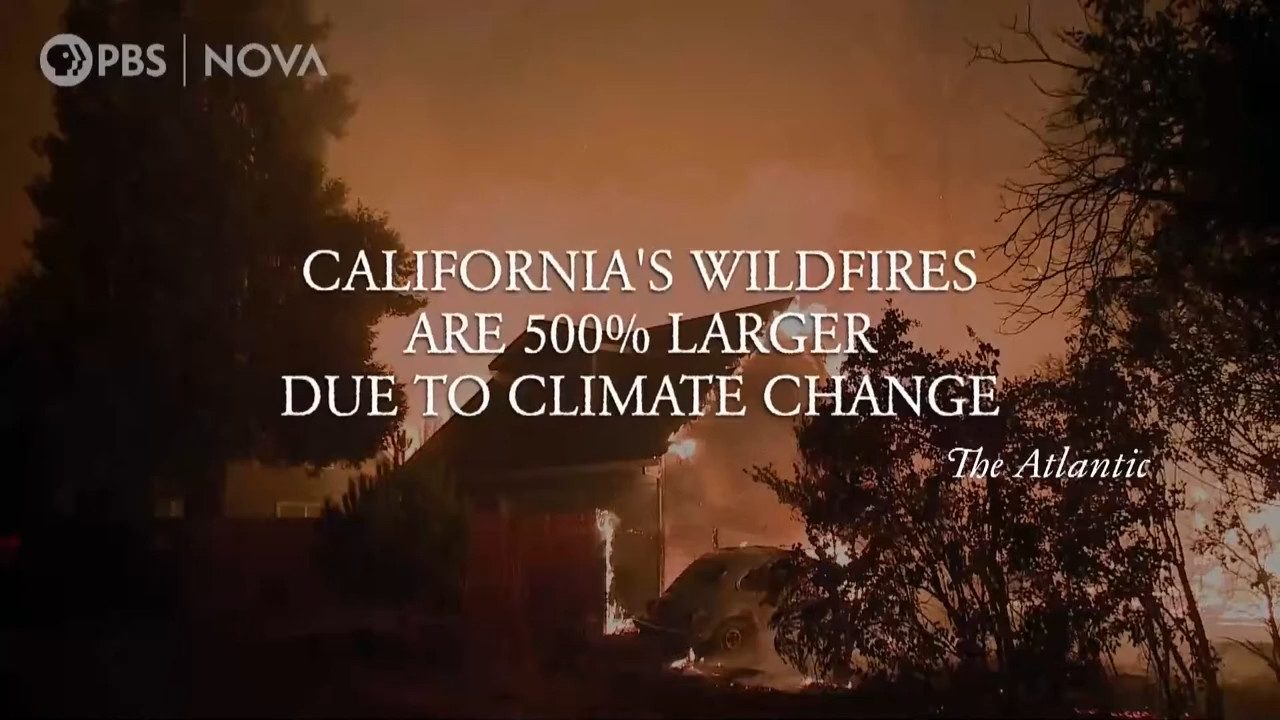 PBS | NOVA
CALIFORNIA'S WILDFIRES
ARE 500% LARGER
DUE TO CLIMATE CHANGE
The Atlantic